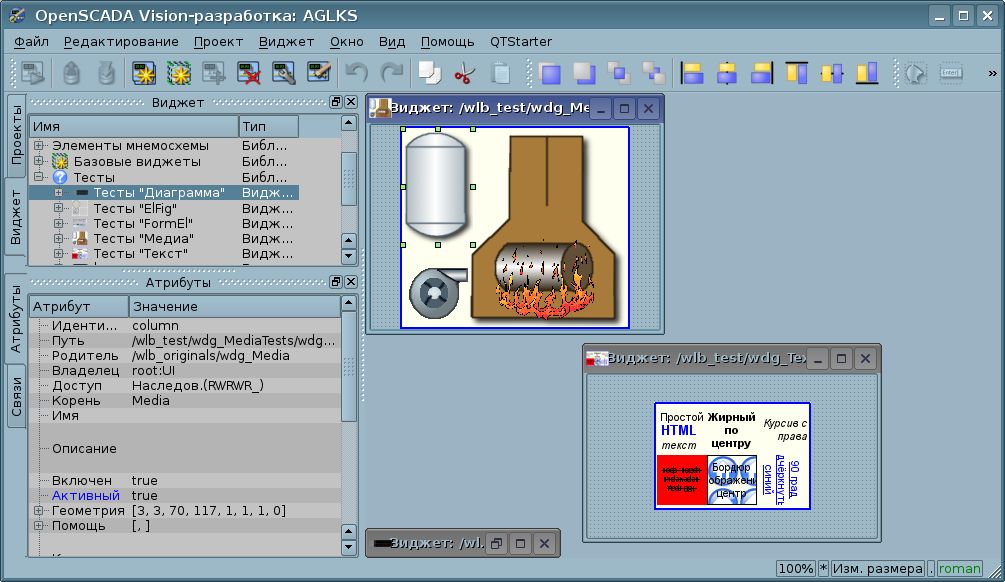 OpenSCADA Vision-разработка: AGLKS
Файл Редактирование Проект Виджет Окно Вид Помощь QTStarter
»
Проекты
Виджет
Виджет
Имя Тип
Элементы мнемосхемы Библ...
Базовые виджеты Библ...
Тесты Библ...
Тесты "Диаграмма" Видж...
Тесты "ElFig" Видж...
Тесты "FormEl" Видж...
Тесты "Медиа" Видж...
Тесты "Текст" Видж...
Атрибуты
Связи
Атрибуты
Атрибут Значение
Иденти... column
Путь /wlb_test/wdg_MediaTests/wdg...
Родитель /wlb_originals/wdg_Media
Владелец root:UI
Доступ Наследов.(RWRWR_)
Корень Media
Имя
Описание
Включен true
Активный true
Геометрия [3, 3, 70, 117, 1, 1, 1, 0]
Помощь [, ]
Виджет: /wlb_test/wdg_Me
Виджет: /wlb_test/wdg_Te
Простой
HTML
текст
Жирный
по
центру
Курсив с
права
Бордюр
центр
90 град
синий
Виджет: /wl.
100% * Изм. размера . roman